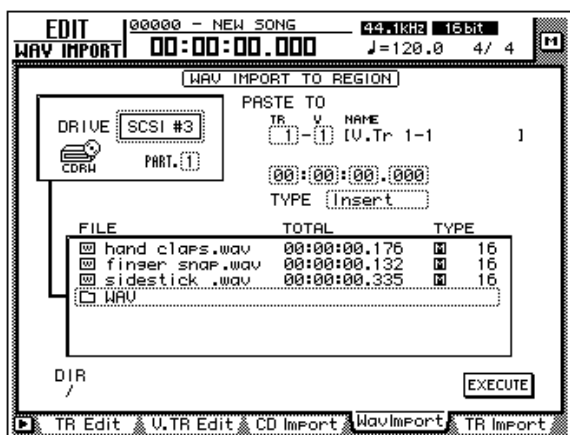 EDIT 00000 - NEW SONG 44.1kHz 16bit
WAV IMPORT 00:00:00.000 ♩=120.0 4/ 4 M
WAV IMPORT TO REGION
PASTE TO
TR V NAME
DRIVE SCSI #3 1-1 [V.Tr 1-1 ]
CDRW PART.1
00:00:00.000
TYPE Insert
FILE TOTAL TYPE
hand claps.wav 00:00:00.176 M 16
finger snap.wav 00:00:00.132 M 16
sidestick .wav 00:00:00.335 M 16
WAV
DIR
/
EXECUTE
TR Edit V.TR Edit CD Import WavImport TR Import